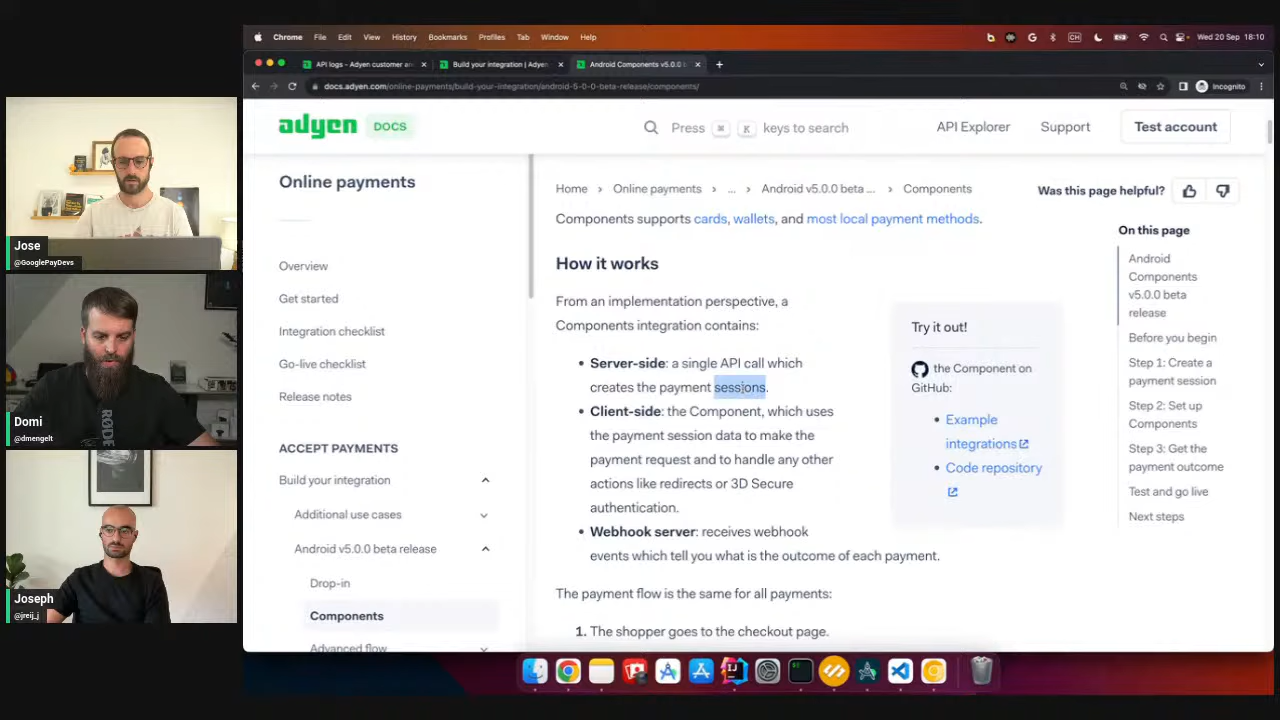 Chrome File Edit View History Bookmarks Profiles Tab Window Help
Wed 20 Sep 18:10
API logs - Adyen customer an
Build your integration | Adyen
Android Components v5.0.0 b
docs.adyen.com/online-payments/build-your-integration/android-5-0-0-beta-release/components/
Incognito
adyen DOCS
Press ⌘ K keys to search
API Explorer
Support
Test account
Online payments
Overview
Get started
Integration checklist
Go-live checklist
Release notes
ACCEPT PAYMENTS
Build your integration
Additional use cases
Android v5.0.0 beta release
Drop-in
Components
Advanced flow
Home > Online payments > ... > Android v5.0.0 beta ... > Components
Was this page helpful?
Components supports cards, wallets, and most local payment methods.
How it works
From an implementation perspective, a
Components integration contains:
• Server-side: a single API call which
creates the payment sessions.
• Client-side: the Component, which uses
the payment session data to make the
payment request and to handle any other
actions like redirects or 3D Secure
authentication.
• Webhook server: receives webhook
events which tell you what is the outcome of each payment.
The payment flow is the same for all payments:
1. The shopper goes to the checkout page.
Try it out!
the Component on
GitHub:
• Example
integrations
• Code repository
On this page
Android
Components
v5.0.0 beta
release
Before you begin
Step 1: Create a
payment session
Step 2: Set up
Components
Step 3: Get the
payment outcome
Test and go live
Next steps
Jose
@GooglePayDevs
RØDE
Domi
@dmengelt
Joseph
@jreij_j